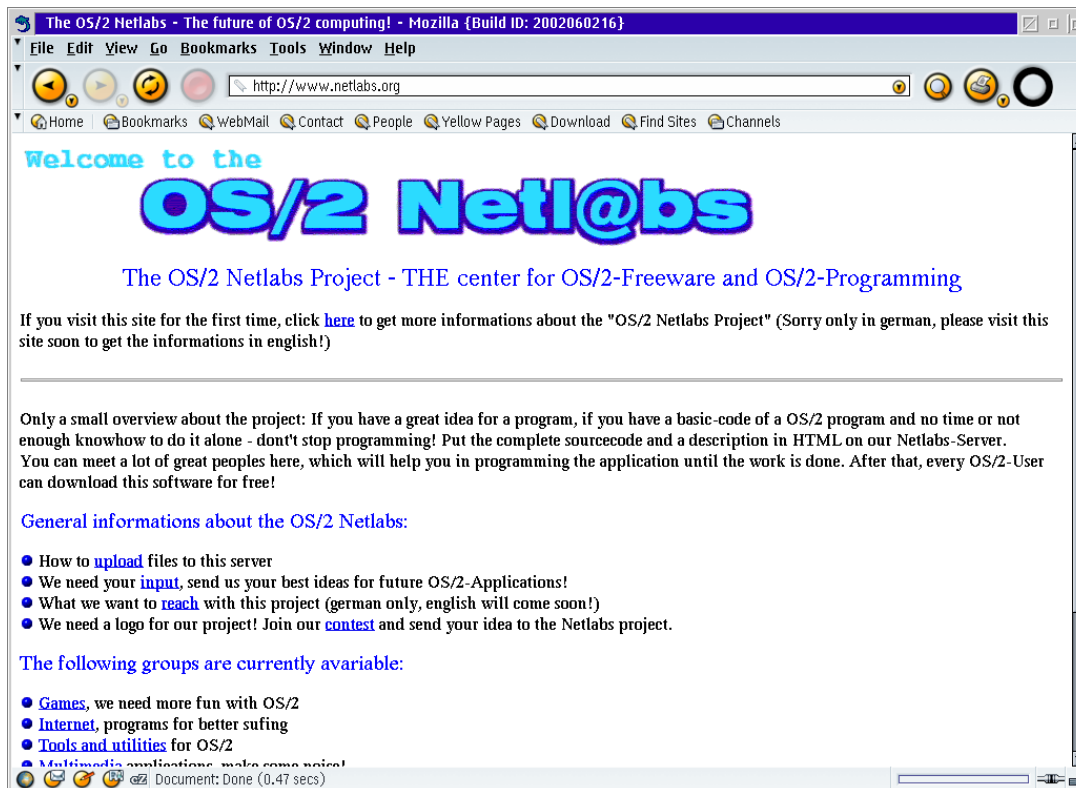 The OS/2 Netlabs - The future of OS/2 computing! - Mozilla {Build ID: 2002060216}
File Edit View Go Bookmarks Tools Window Help
http://www.netlabs.org
Home Bookmarks WebMail Contact People Yellow Pages Download Find Sites Channels
Welcome to the
OS/2 Netl@bs
The OS/2 Netlabs Project - THE center for OS/2-Freeware and OS/2-Programming
If you visit this site for the first time, click here to get more informations about the "OS/2 Netlabs Project" (Sorry only in german, please visit this
site soon to get the informations in english!)
Only a small overview about the project: If you have a great idea for a program, if you have a basic-code of a OS/2 program and no time or not
enough knowhow to do it alone - dont't stop programming! Put the complete sourcecode and a description in HTML on our Netlabs-Server.
You can meet a lot of great peoples here, which will help you in programming the application until the work is done. After that, every OS/2-User
can download this software for free!
General informations about the OS/2 Netlabs:
How to upload files to this server
We need your input, send us your best ideas for future OS/2-Applications!
What we want to reach with this project (german only, english will come soon!)
We need a logo for our project! Join our contest and send your idea to the Netlabs project.
The following groups are currently avariable:
Games, we need more fun with OS/2
Internet, programs for better sufing
Tools and utilities for OS/2
Multimedia applications, make some noise!
Document: Done (0.47 secs)